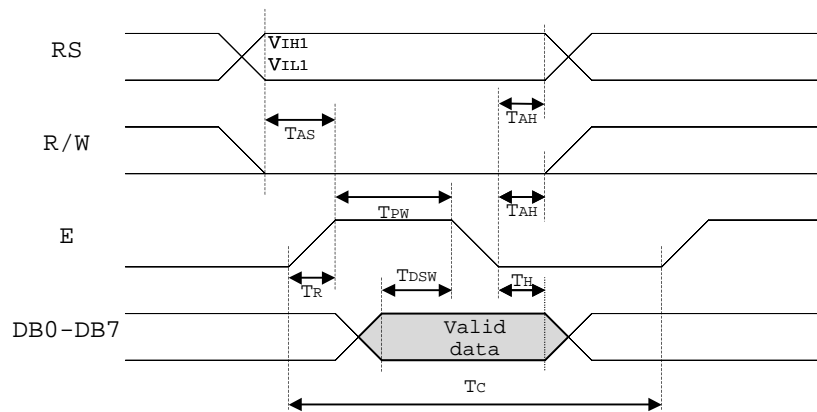 RS
VIH1
VIL1
TAS
TAH
R/W
TPW
TAH
E
TR
TDSW
TH
DB0-DB7
Valid
data
TC